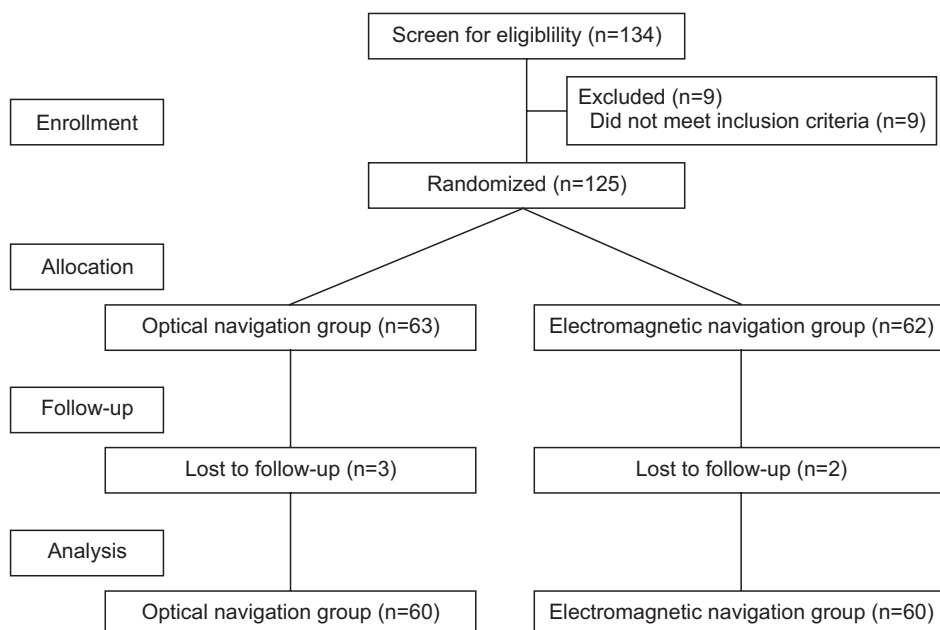 Screen for eligiblility (n=134)
Excluded (n=9)
Did not meet inclusion criteria (n=9)
Enrollment
Randomized (n=125)
Allocation
Optical navigation group (n=63)
Electromagnetic navigation group (n=62)
Follow-up
Lost to follow-up (n=3)
Lost to follow-up (n=2)
Analysis
Optical navigation group (n=60)
Electromagnetic navigation group (n=60)